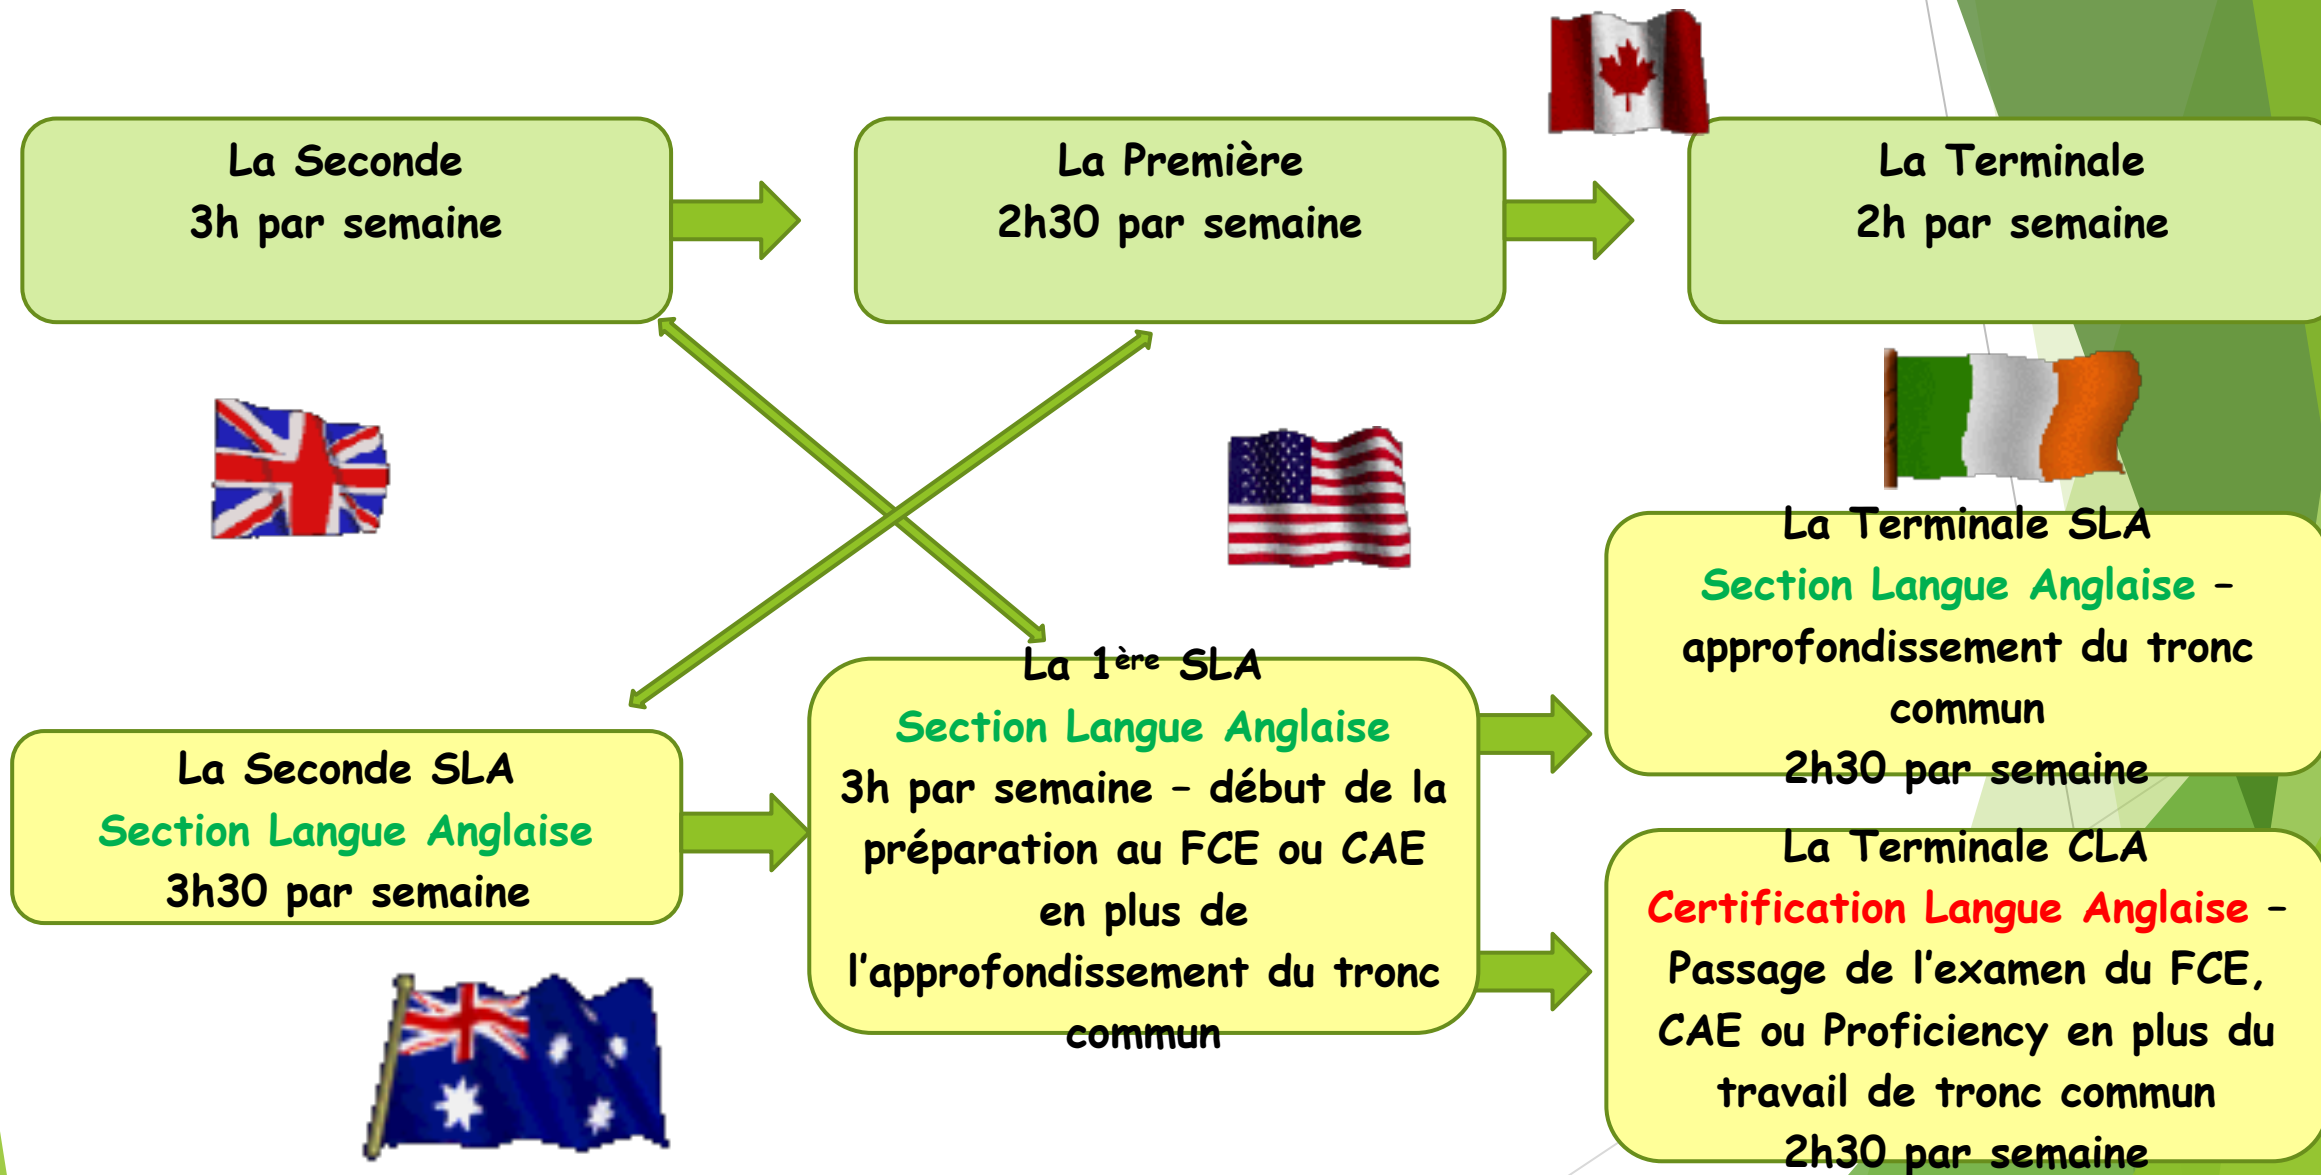 La Seconde
3h par semaine
La Première
2h30 par semaine
La Terminale
2h par semaine
La Seconde SLA
Section Langue Anglaise
3h30 par semaine
La 1ère SLA
Section Langue Anglaise
3h par semaine – début de la
préparation au FCE ou CAE
en plus de
l'approfondissement du tronc
commun
La Terminale SLA
Section Langue Anglaise –
approfondissement du tronc
commun
2h30 par semaine
La Terminale CLA
Certification Langue Anglaise –
Passage de l'examen du FCE,
CAE ou Proficiency en plus du
travail de tronc commun
2h30 par semaine